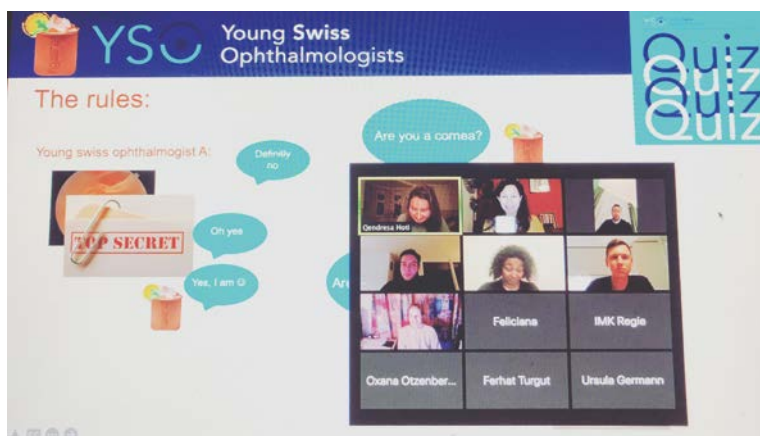 YSO
Young Swiss
Ophthalmologists
Quiz
Quiz
Quiz
Quiz
The rules:
Young swiss ophthalmogist A:
Definitly
no
Are you a cornea?
TOP SECRET
Oh yes
Yes, I am ☺
Are
Qendresa Hoti
Feliciana
IMK Regie
Oxana Otzenber...
Ferhat Turgut
Ursula Germann